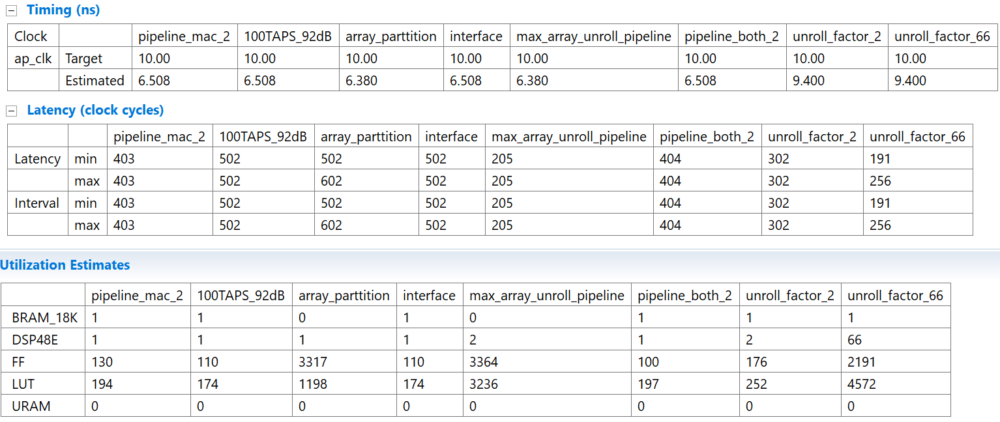 Timing (ns)
Clock pipeline_mac_2 100TAPS_92dB array_parttition interface max_array_unroll_pipeline pipeline_both_2 unroll_factor_2 unroll_factor_66
ap_clk Target 10.00 10.00 10.00 10.00 10.00 10.00 10.00 10.00
Estimated 6.508 6.508 6.380 6.508 6.380 6.508 9.400 9.400
Latency (clock cycles)
pipeline_mac_2 100TAPS_92dB array_parttition interface max_array_unroll_pipeline pipeline_both_2 unroll_factor_2 unroll_factor_66
Latency min 403 502 502 502 205 404 302 191
max 403 502 602 502 205 404 302 256
Interval min 403 502 502 502 205 404 302 191
max 403 502 602 502 205 404 302 256
Utilization Estimates
pipeline_mac_2 100TAPS_92dB array_parttition interface max_array_unroll_pipeline pipeline_both_2 unroll_factor_2 unroll_factor_66
BRAM_18K 1 1 0 1 0 1 1 1
DSP48E 1 1 1 1 2 1 2 66
FF 130 110 3317 110 3364 100 176 2191
LUT 194 174 1198 174 3236 197 252 4572
URAM 0 0 0 0 0 0 0 0